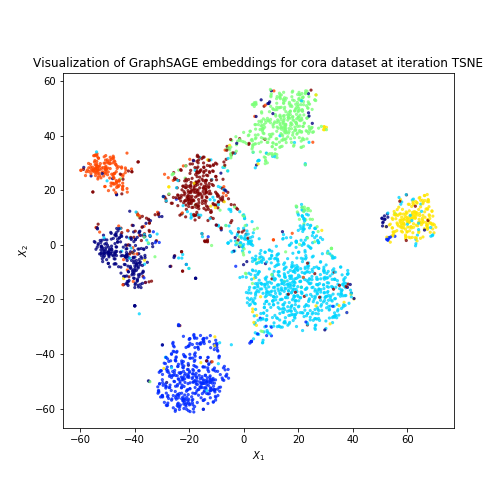 Visualization of GraphSAGE embeddings for cora dataset at iteration TSNE
60
40
20
0
−20
−40
−60
X2
−60 −40 −20 0 20 40 60
X1